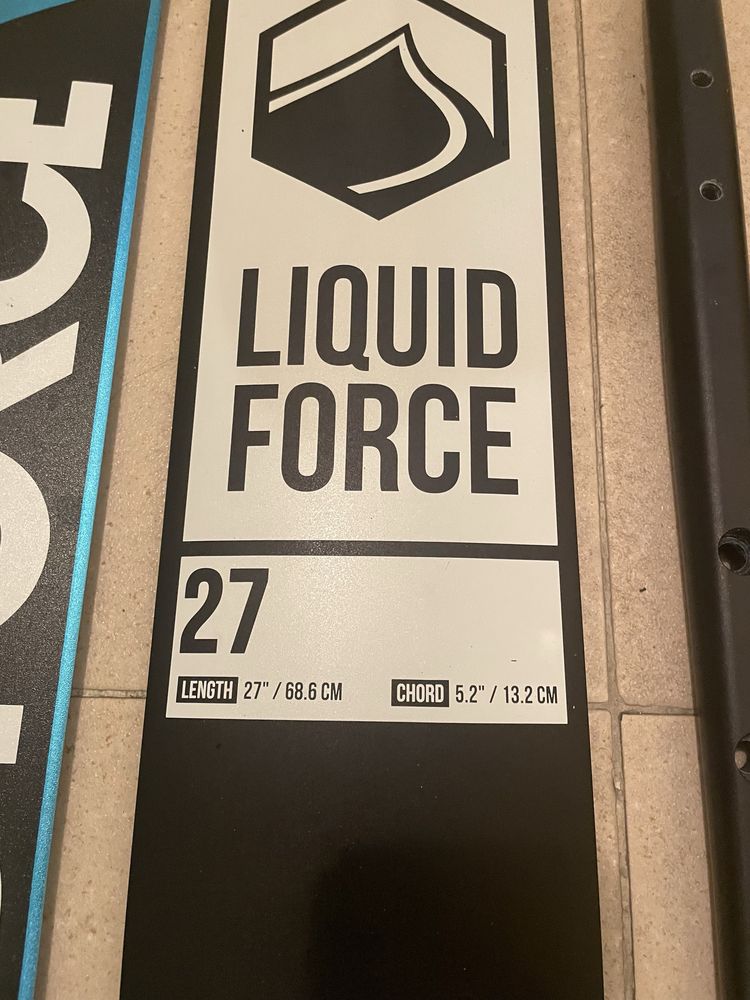 LIQUID
FORCE
27
LENGTH 27" / 68.6 CM
CHORD 5.2" / 13.2 CM